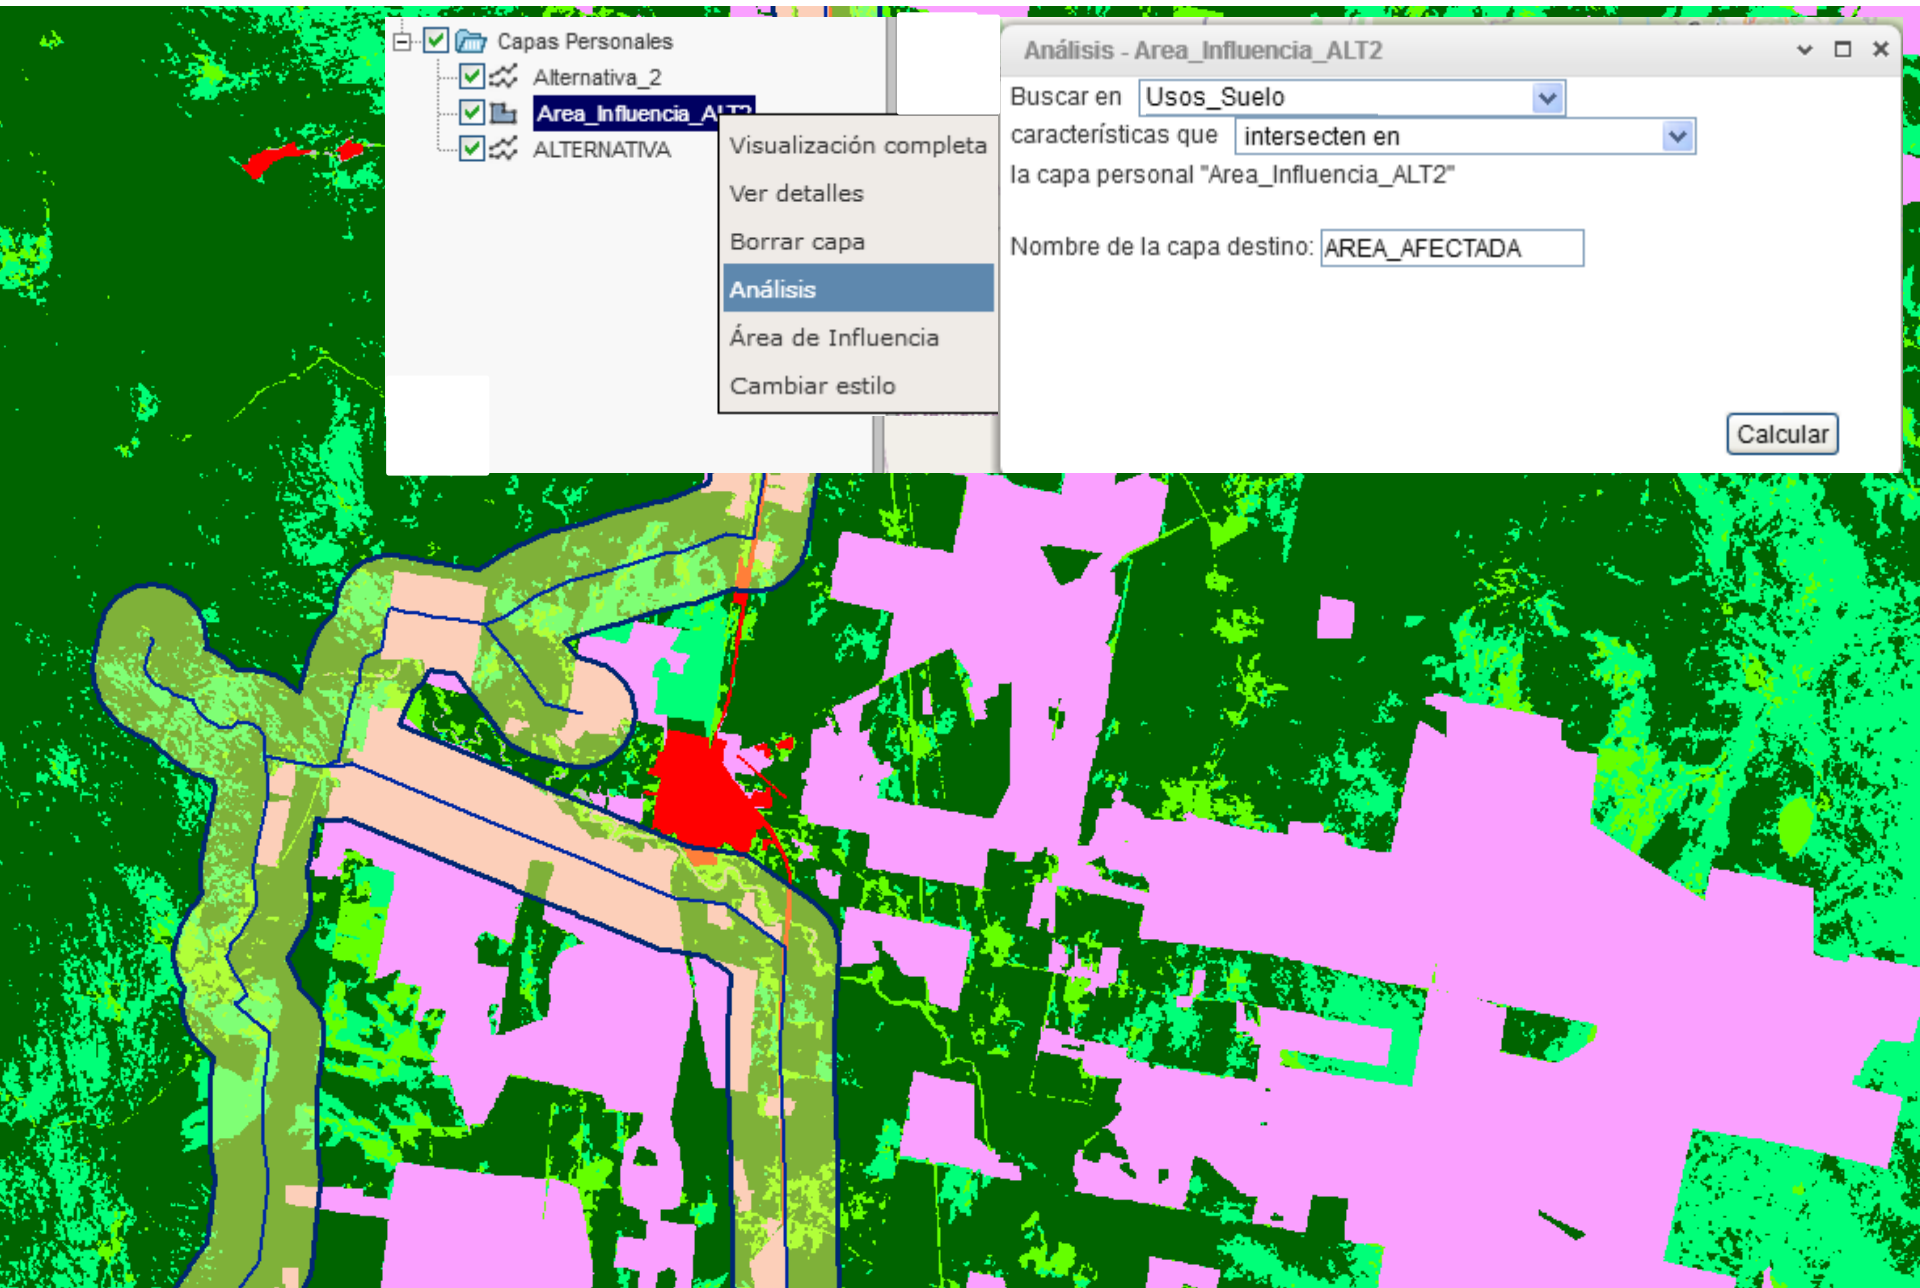 Capas Personales
Alternativa_2
Area_Influencia_ALT2
ALTERNATIVA
Visualización completa
Ver detalles
Borrar capa
Análisis
Área de Influencia
Cambiar estilo
Análisis - Area_Influencia_ALT2
Buscar en Usos_Suelo
características que intersecten en
la capa personal "Area_Influencia_ALT2"
Nombre de la capa destino: AREA_AFECTADA
Calcular